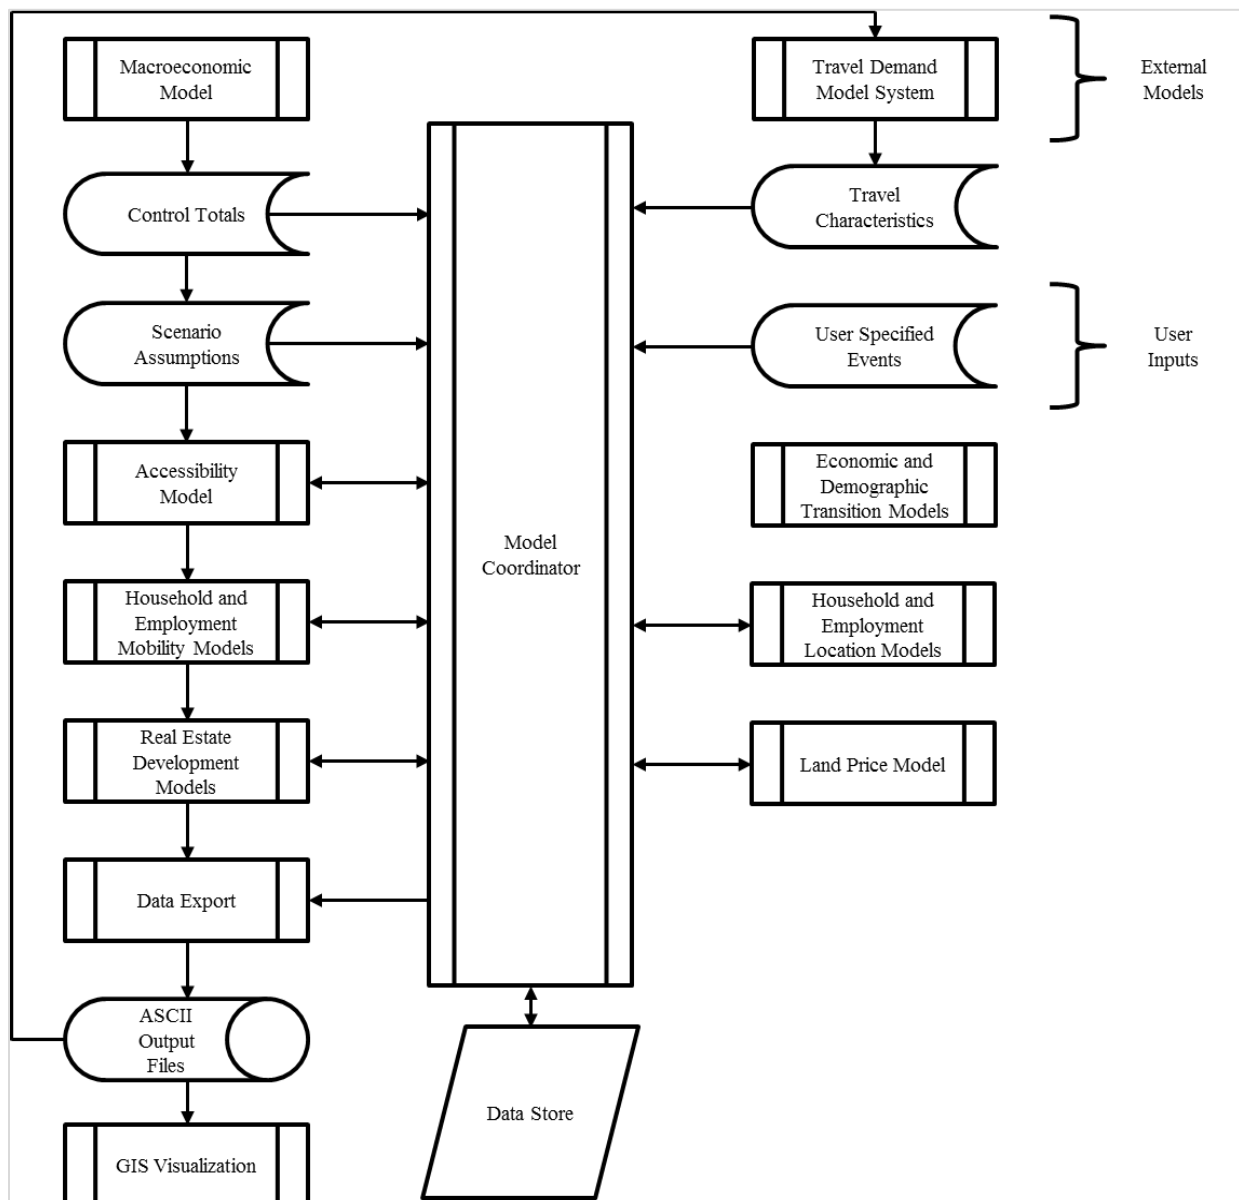 Macroeconomic
Model
Travel Demand
Model System
External
Models
Control Totals
Travel
Characteristics
Scenario
Assumptions
User Specified
Events
User
Inputs
Accessibility
Model
Economic and
Demographic
Transition Models
Model
Coordinator
Household and
Employment
Mobility Models
Household and
Employment
Location Models
Real Estate
Development
Models
Land Price Model
Data Export
ASCII
Output
Files
Data Store
GIS Visualization